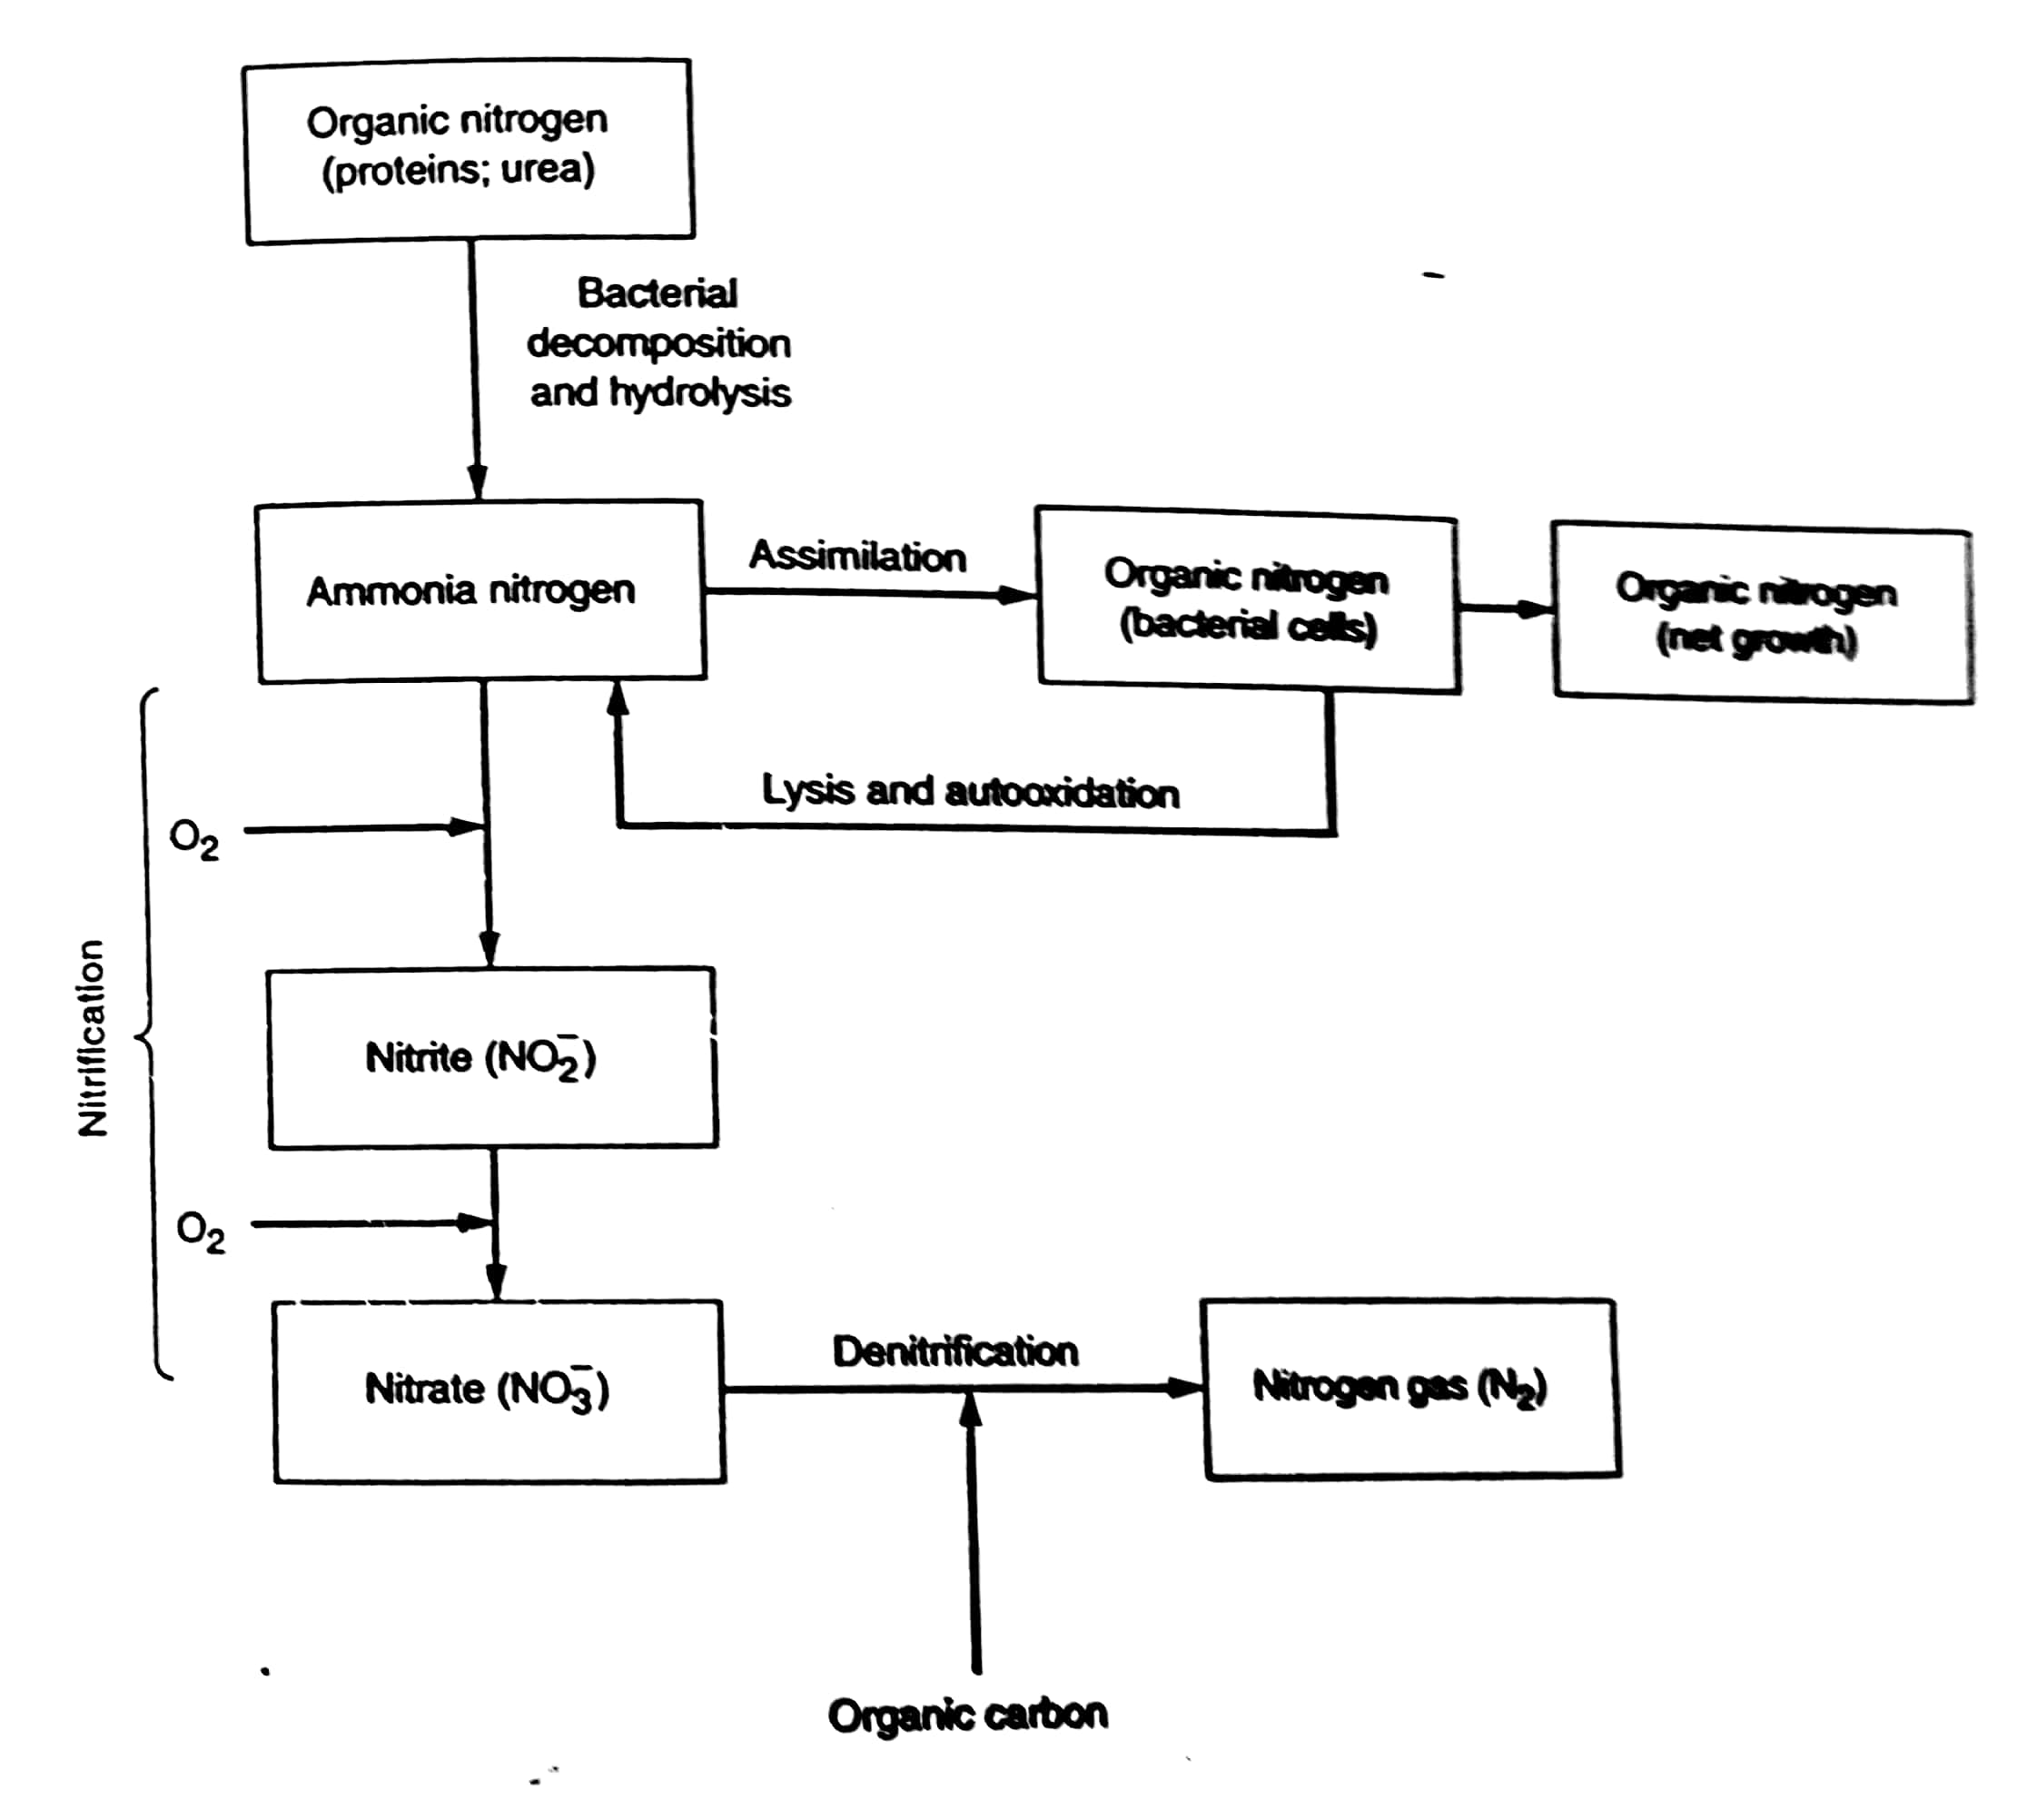 Organic nitrogen
(proteins; urea)
Bacterial
decomposition
and hydrolysis
Ammonia nitrogen
Assimilation
Organic nitrogen
(bacterial cells)
Organic nitrogen
(net growth)
Lysis and autooxidation
O₂
Nitrification
Nitrite (NO₂⁻)
O₂
Nitrate (NO₃⁻)
Denitrification
Nitrogen gas (N₂)
Organic carbon